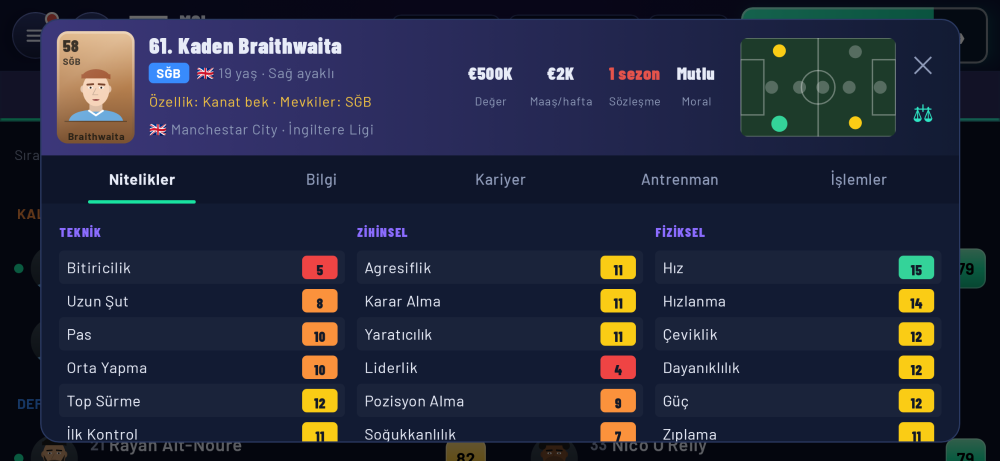 58
SĞB
Braithwaita
61. Kaden Braithwaita
SĞB 19 yaş · Sağ ayaklı
Özellik: Kanat bek · Mevkiler: SĞB
Manchestar City · İngiltere Ligi
€500K
Değer
€2K
Maaş/hafta
1 sezon
Sözleşme
Mutlu
Moral
Nitelikler
Bilgi
Kariyer
Antrenman
İşlemler
Sıra
TEKNİK
Bitiricilik 5
Uzun Şut 8
Pas 10
Orta Yapma 10
Top Sürme 12
İlk Kontrol 11
ZİHİNSEL
Agresiflik 11
Karar Alma 11
Yaratıcılık 11
Liderlik 4
Pozisyon Alma 9
Soğukkanlılık 7
FİZİKSEL
Hız 15
Hızlanma 14
Çeviklik 12
Dayanıklılık 12
Güç 12
Zıplama 11
79
82
79